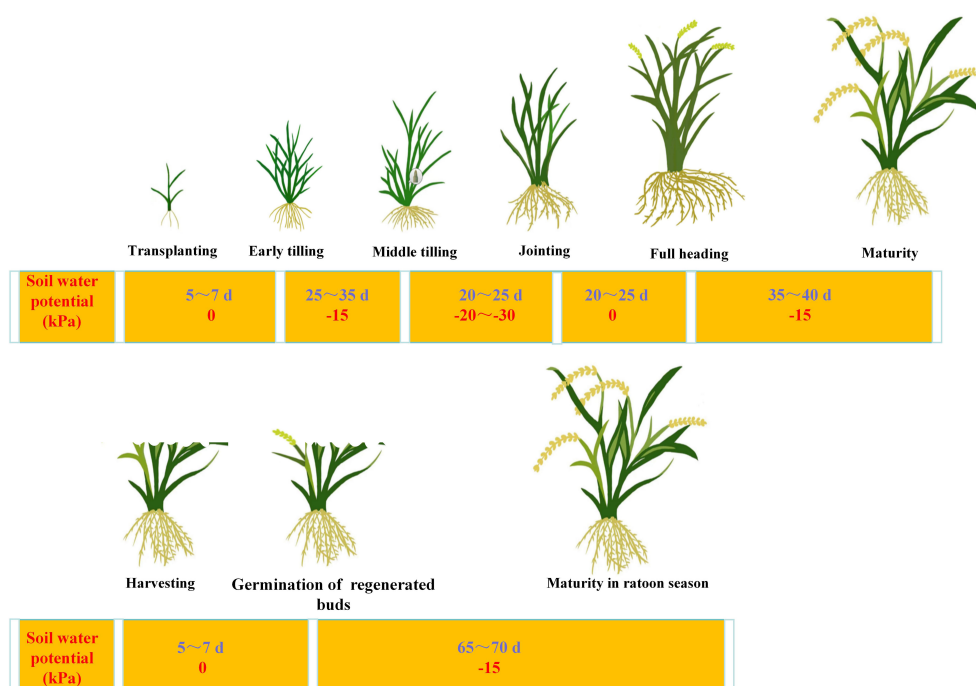 Transplanting
Early tilling
Middle tilling
Jointing
Full heading
Maturity
Soil water
potential
(kPa)
5～7 d
0
25～35 d
-15
20～25 d
-20～-30
20～25 d
0
35～40 d
-15
Harvesting
Germination of regenerated
buds
Maturity in ratoon season
Soil water
potential
(kPa)
5～7 d
0
65～70 d
-15